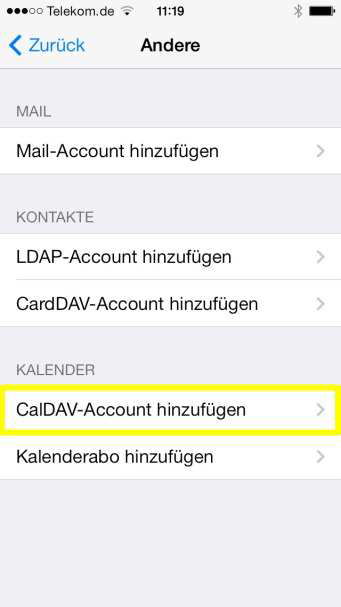 Telekom.de 11:19
Zurück Andere
MAIL
Mail-Account hinzufügen
KONTAKTE
LDAP-Account hinzufügen
CardDAV-Account hinzufügen
KALENDER
CalDAV-Account hinzufügen
Kalenderabo hinzufügen